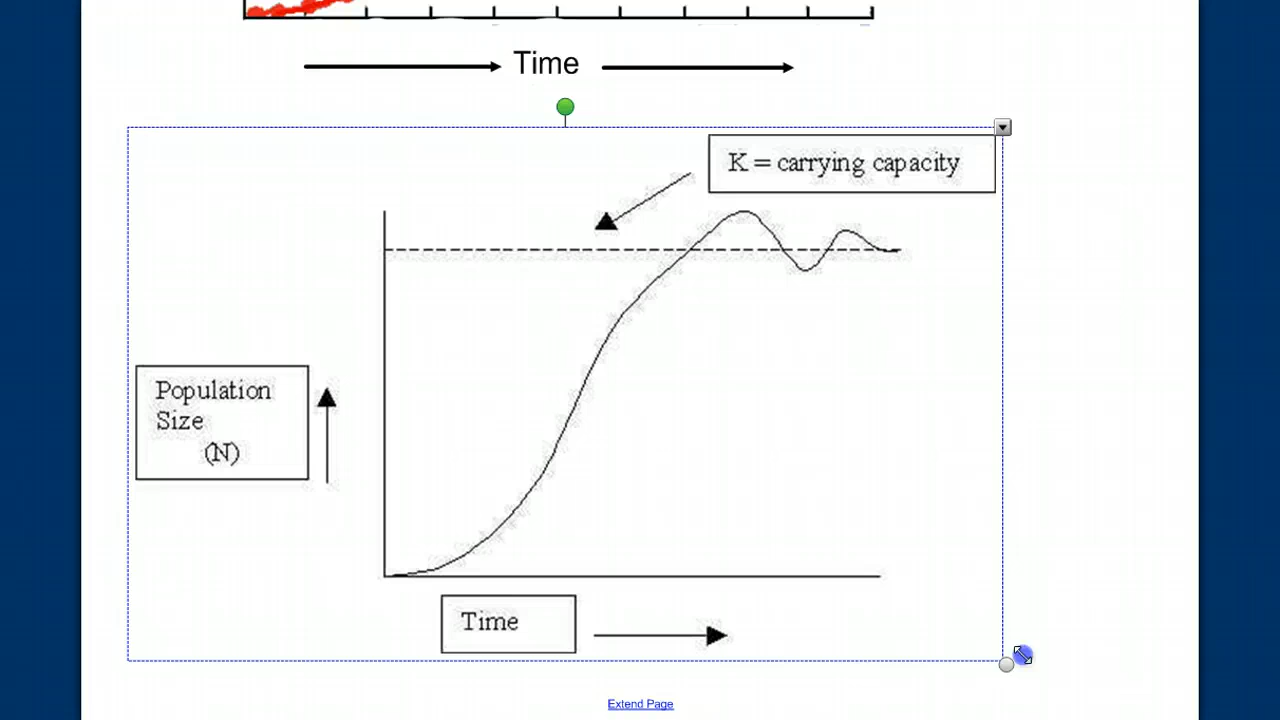 Time
K = carrying capacity
Population
Size
(N)
Time
Extend Page